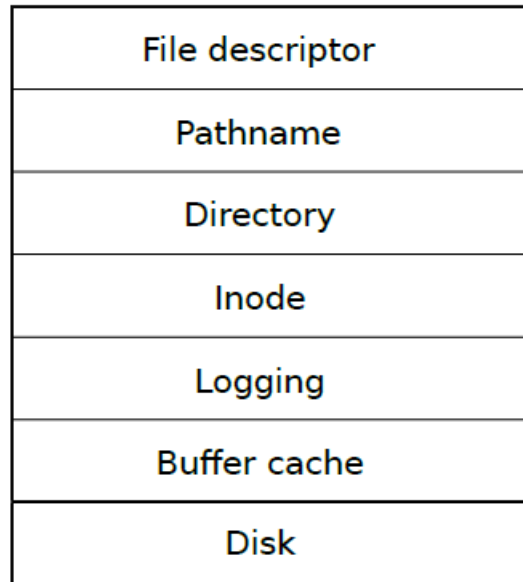 File descriptor
Pathname
Directory
Inode
Logging
Buffer cache
Disk